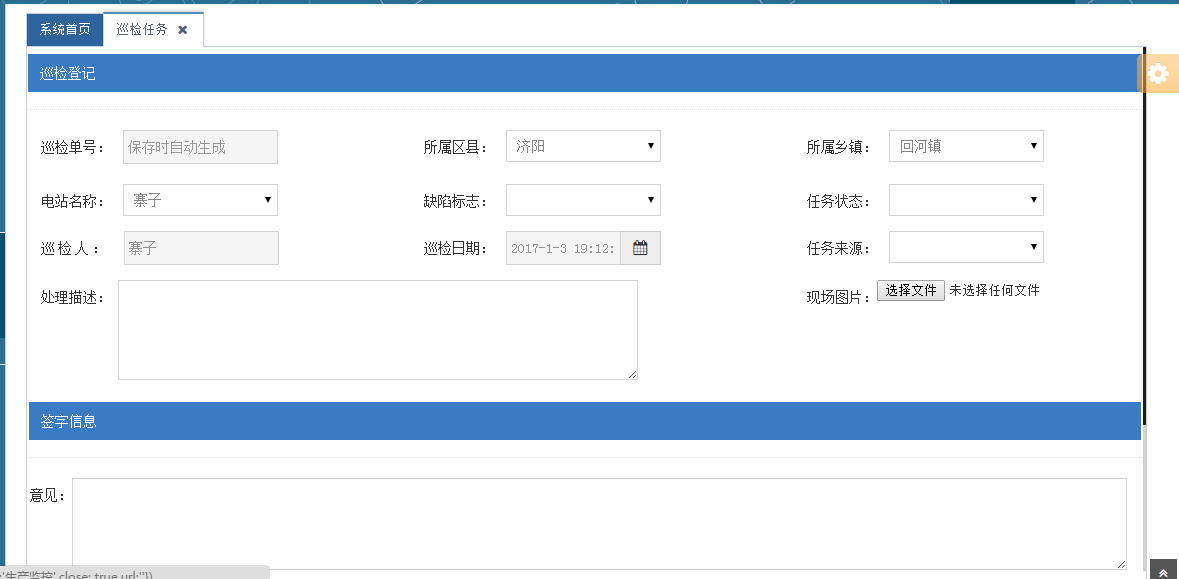 系统首页 巡检任务
巡检登记
巡检单号： 保存时自动生成 所属区县： 济阳 所属乡镇： 回河镇
电站名称： 寨子 缺陷标志： 任务状态：
巡 检 人 ： 寨子 巡检日期： 2017-1-3 19:12: 任务来源：
处理描述： 现场图片： 选择文件 未选择任何文件
签字信息
意见：
:'生产监控',close: true,url:''})